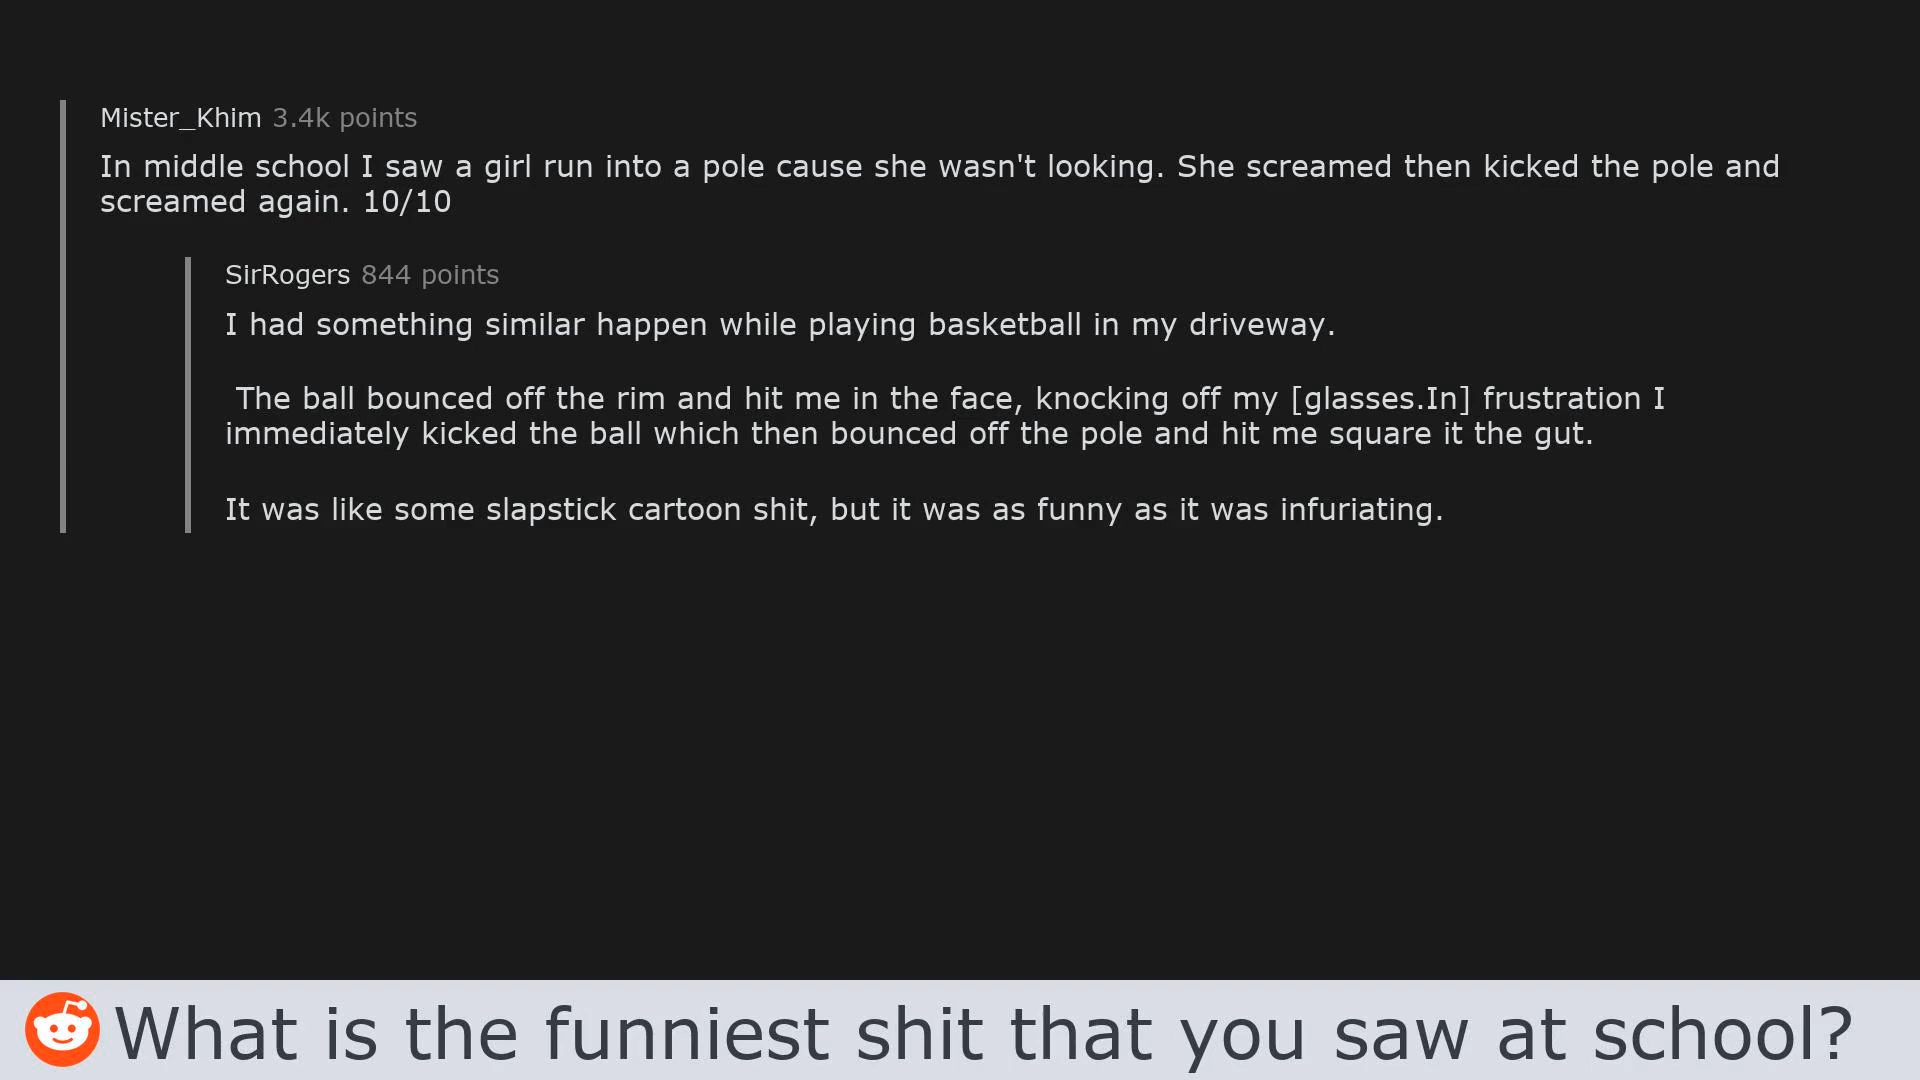 Mister_Khim 3.4k points
In middle school I saw a girl run into a pole cause she wasn't looking. She screamed then kicked the pole and
screamed again. 10/10
SirRogers 844 points
I had something similar happen while playing basketball in my driveway.
The ball bounced off the rim and hit me in the face, knocking off my [glasses.In] frustration I
immediately kicked the ball which then bounced off the pole and hit me square it the gut.
It was like some slapstick cartoon shit, but it was as funny as it was infuriating.
What is the funniest shit that you saw at school?